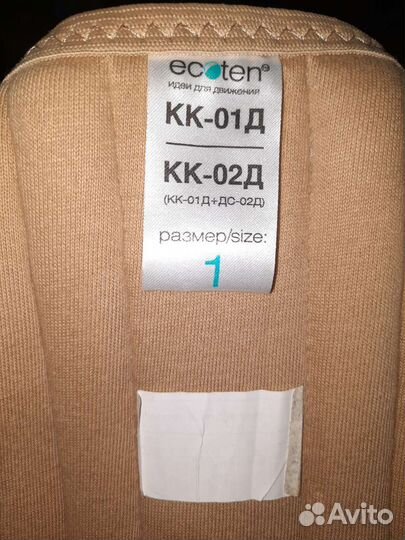 ecoten®
идеи для движения
КК-01Д
КК-02Д
(КК-01Д+ДС-02Д)
размер/size:
1
Avito